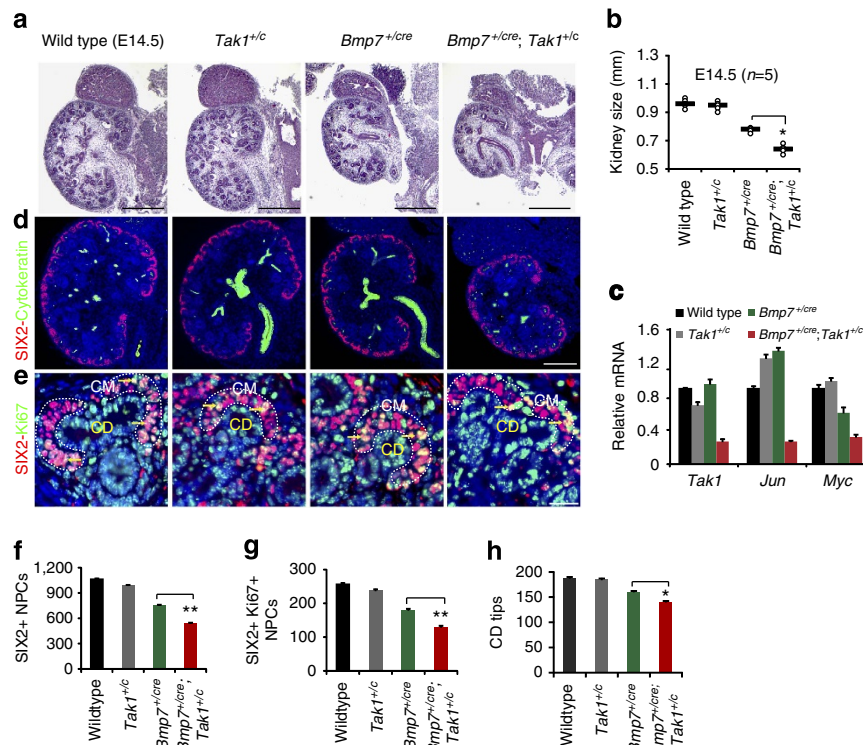 a
Wild type (E14.5) Tak1+/c Bmp7+/cre Bmp7+/cre; Tak1+/c
b
1.3
1.1
0.9
0.7
0.5
Kidney size (mm)
E14.5 (n=5)
*
Wild type
Tak1+/c
Bmp7+/cre
Bmp7+/cre;
Tak1+/c
d
SIX2-Cytokeratin
c
Wild type Bmp7+/cre
Tak1+/c Bmp7+/cre;Tak1+/c
1.6
1.2
0.8
0.4
0
Relative mRNA
Tak1 Jun Myc
e
SIX2-Ki67
CM CM CM CM
CD CD CD CD
f
1,200
900
600
300
0
SIX2+ NPCs
**
Wildtype
Tak1+/c
Bmp7+/cre
Bmp7+/cre;
Tak1+/c
g
300
200
100
0
SIX2+ Ki67+
NPCs
**
Wildtype
Tak1+/c
Bmp7+/cre
Bmp7+/cre;
Tak1+/c
h
200
150
100
50
0
CD tips
*
Wildtype
Tak1+/c
Bmp7+/cre
Bmp7+/cre;
Tak1+/c